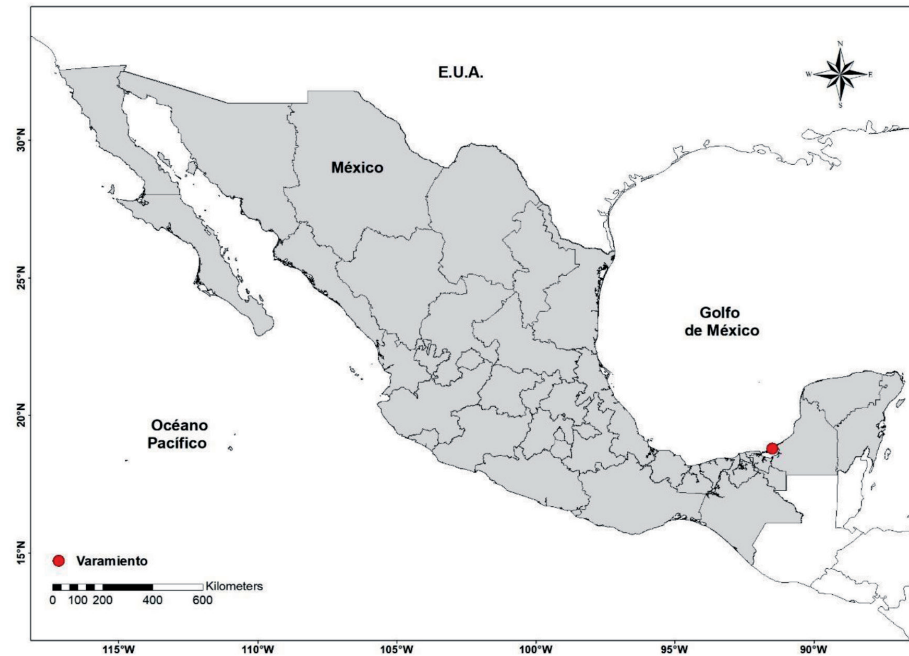 E.U.A.
N
W
E
S
30°N
México
25°N
Golfo
de México
20°N
Océano
Pacífico
15°N
Varamiento
Kilometers
0 100 200 400 600
115°W 110°W 105°W 100°W 95°W 90°W